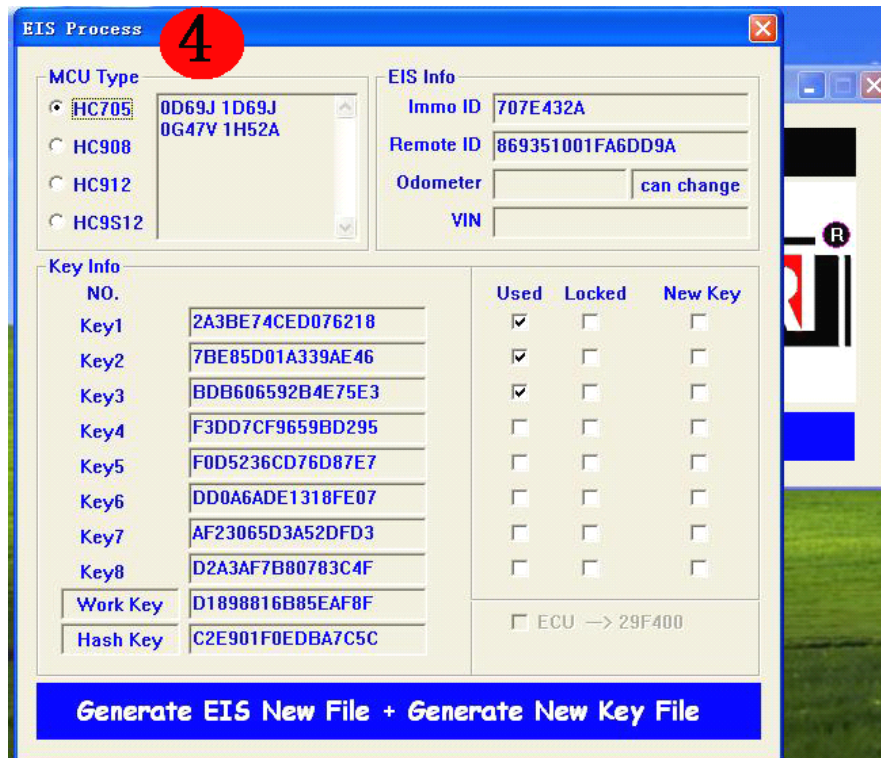 EIS Process
4
MCU Type
HC705
HC908
HC912
HC9S12
0D69J 1D69J
0G47V 1H52A
EIS Info
Immo ID 707E432A
Remote ID 869351001FA6DD9A
Odometer can change
VIN
R
Key Info
NO. Used Locked New Key
Key1 2A3BE74CED076218
Key2 7BE85D01A339AE46
Key3 BDB606592B4E75E3
Key4 F3DD7CF9659BD295
Key5 F0D5236CD76D87E7
Key6 DD0A6ADE1318FE07
Key7 AF23065D3A52DFD3
Key8 D2A3AF7B80783C4F
Work Key D1898816B85EAF8F
Hash Key C2E901F0EDBA7C5C
ECU —> 29F400
Generate EIS New File + Generate New Key File